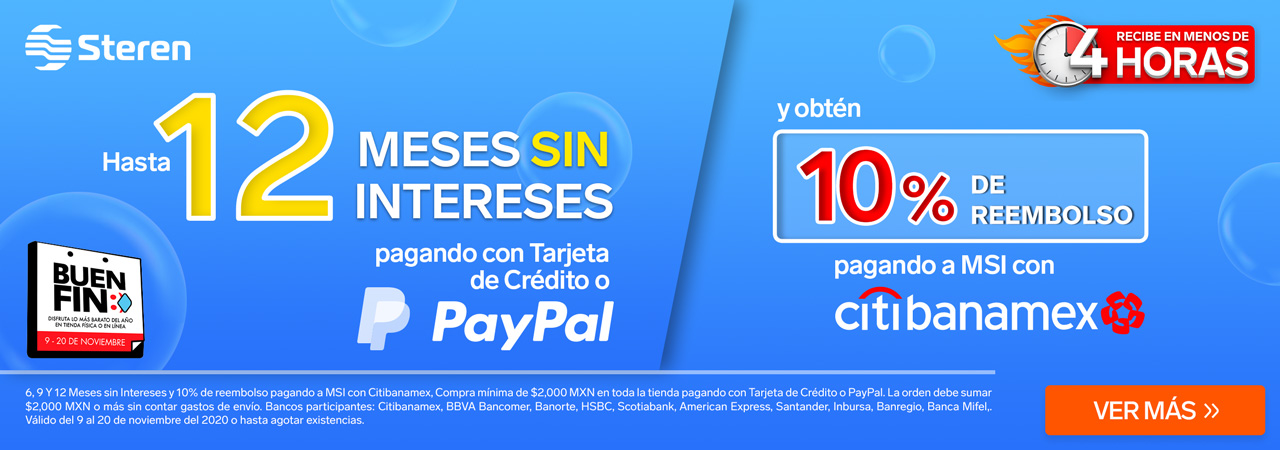 Steren
Hasta 12 MESES SIN
INTERESES
pagando con Tarjeta
de Crédito o
PayPal
BUEN
FIN:
DISFRUTA LO MÁS BARATO DEL AÑO
EN TIENDA FÍSICA O EN LÍNEA
9 - 20 DE NOVIEMBRE
RECIBE EN MENOS DE
4 HORAS
y obtén
10% DE
REEMBOLSO
pagando a MSI con
citibanamex
6, 9 Y 12 Meses sin Intereses y 10% de reembolso pagando a MSI con Citibanamex, Compra mínima de $2,000 MXN en toda la tienda pagando con Tarjeta de Crédito o PayPal. La orden debe sumar
$2,000 MXN o más sin contar gastos de envío. Bancos participantes: Citibanamex, BBVA Bancomer, Banorte, HSBC, Scotiabank, American Express, Santander, Inbursa, Banregio, Banca Mifel,.
Válido del 9 al 20 de noviembre del 2020 o hasta agotar existencias.
VER MÁS »